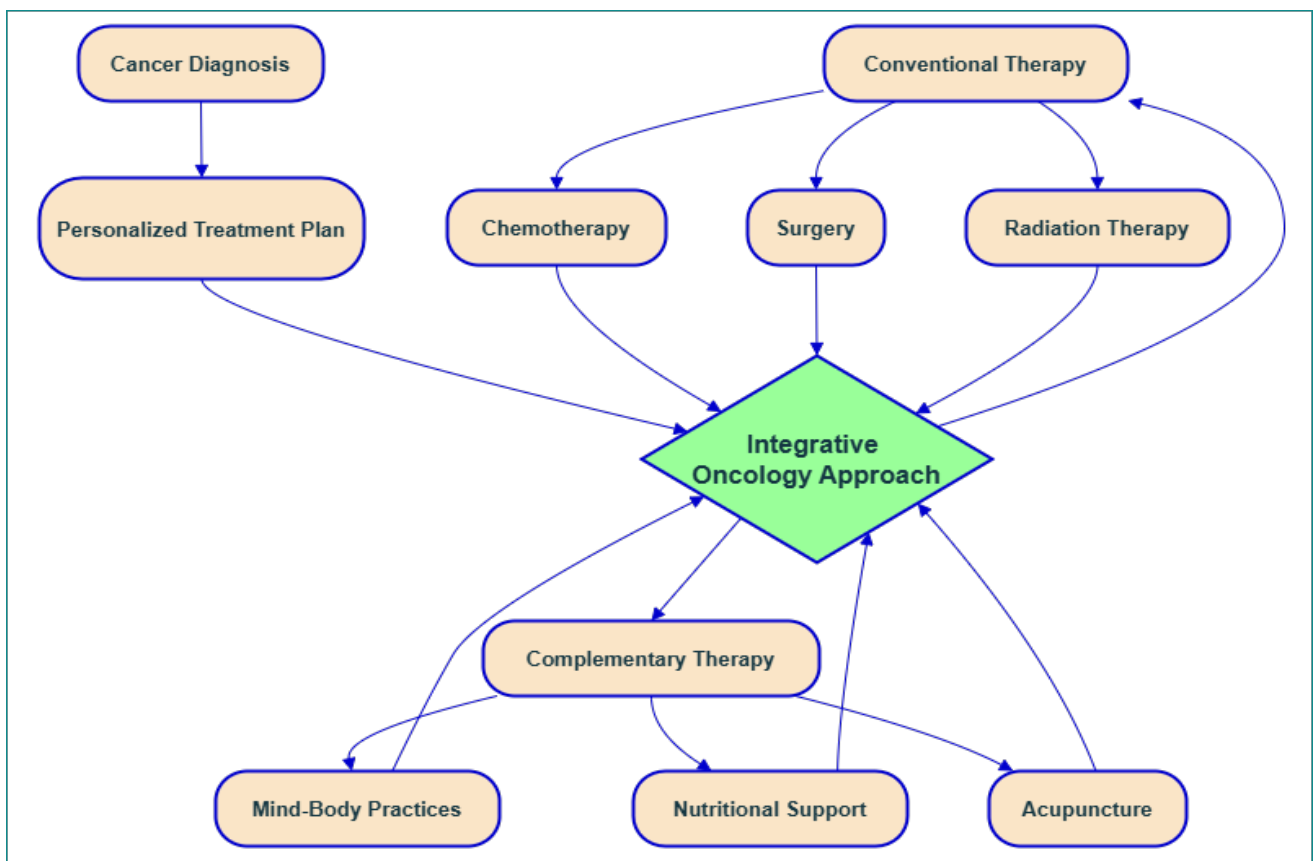 Cancer Diagnosis
Conventional Therapy
Personalized Treatment Plan
Chemotherapy
Surgery
Radiation Therapy
Integrative
Oncology Approach
Complementary Therapy
Mind-Body Practices
Nutritional Support
Acupuncture